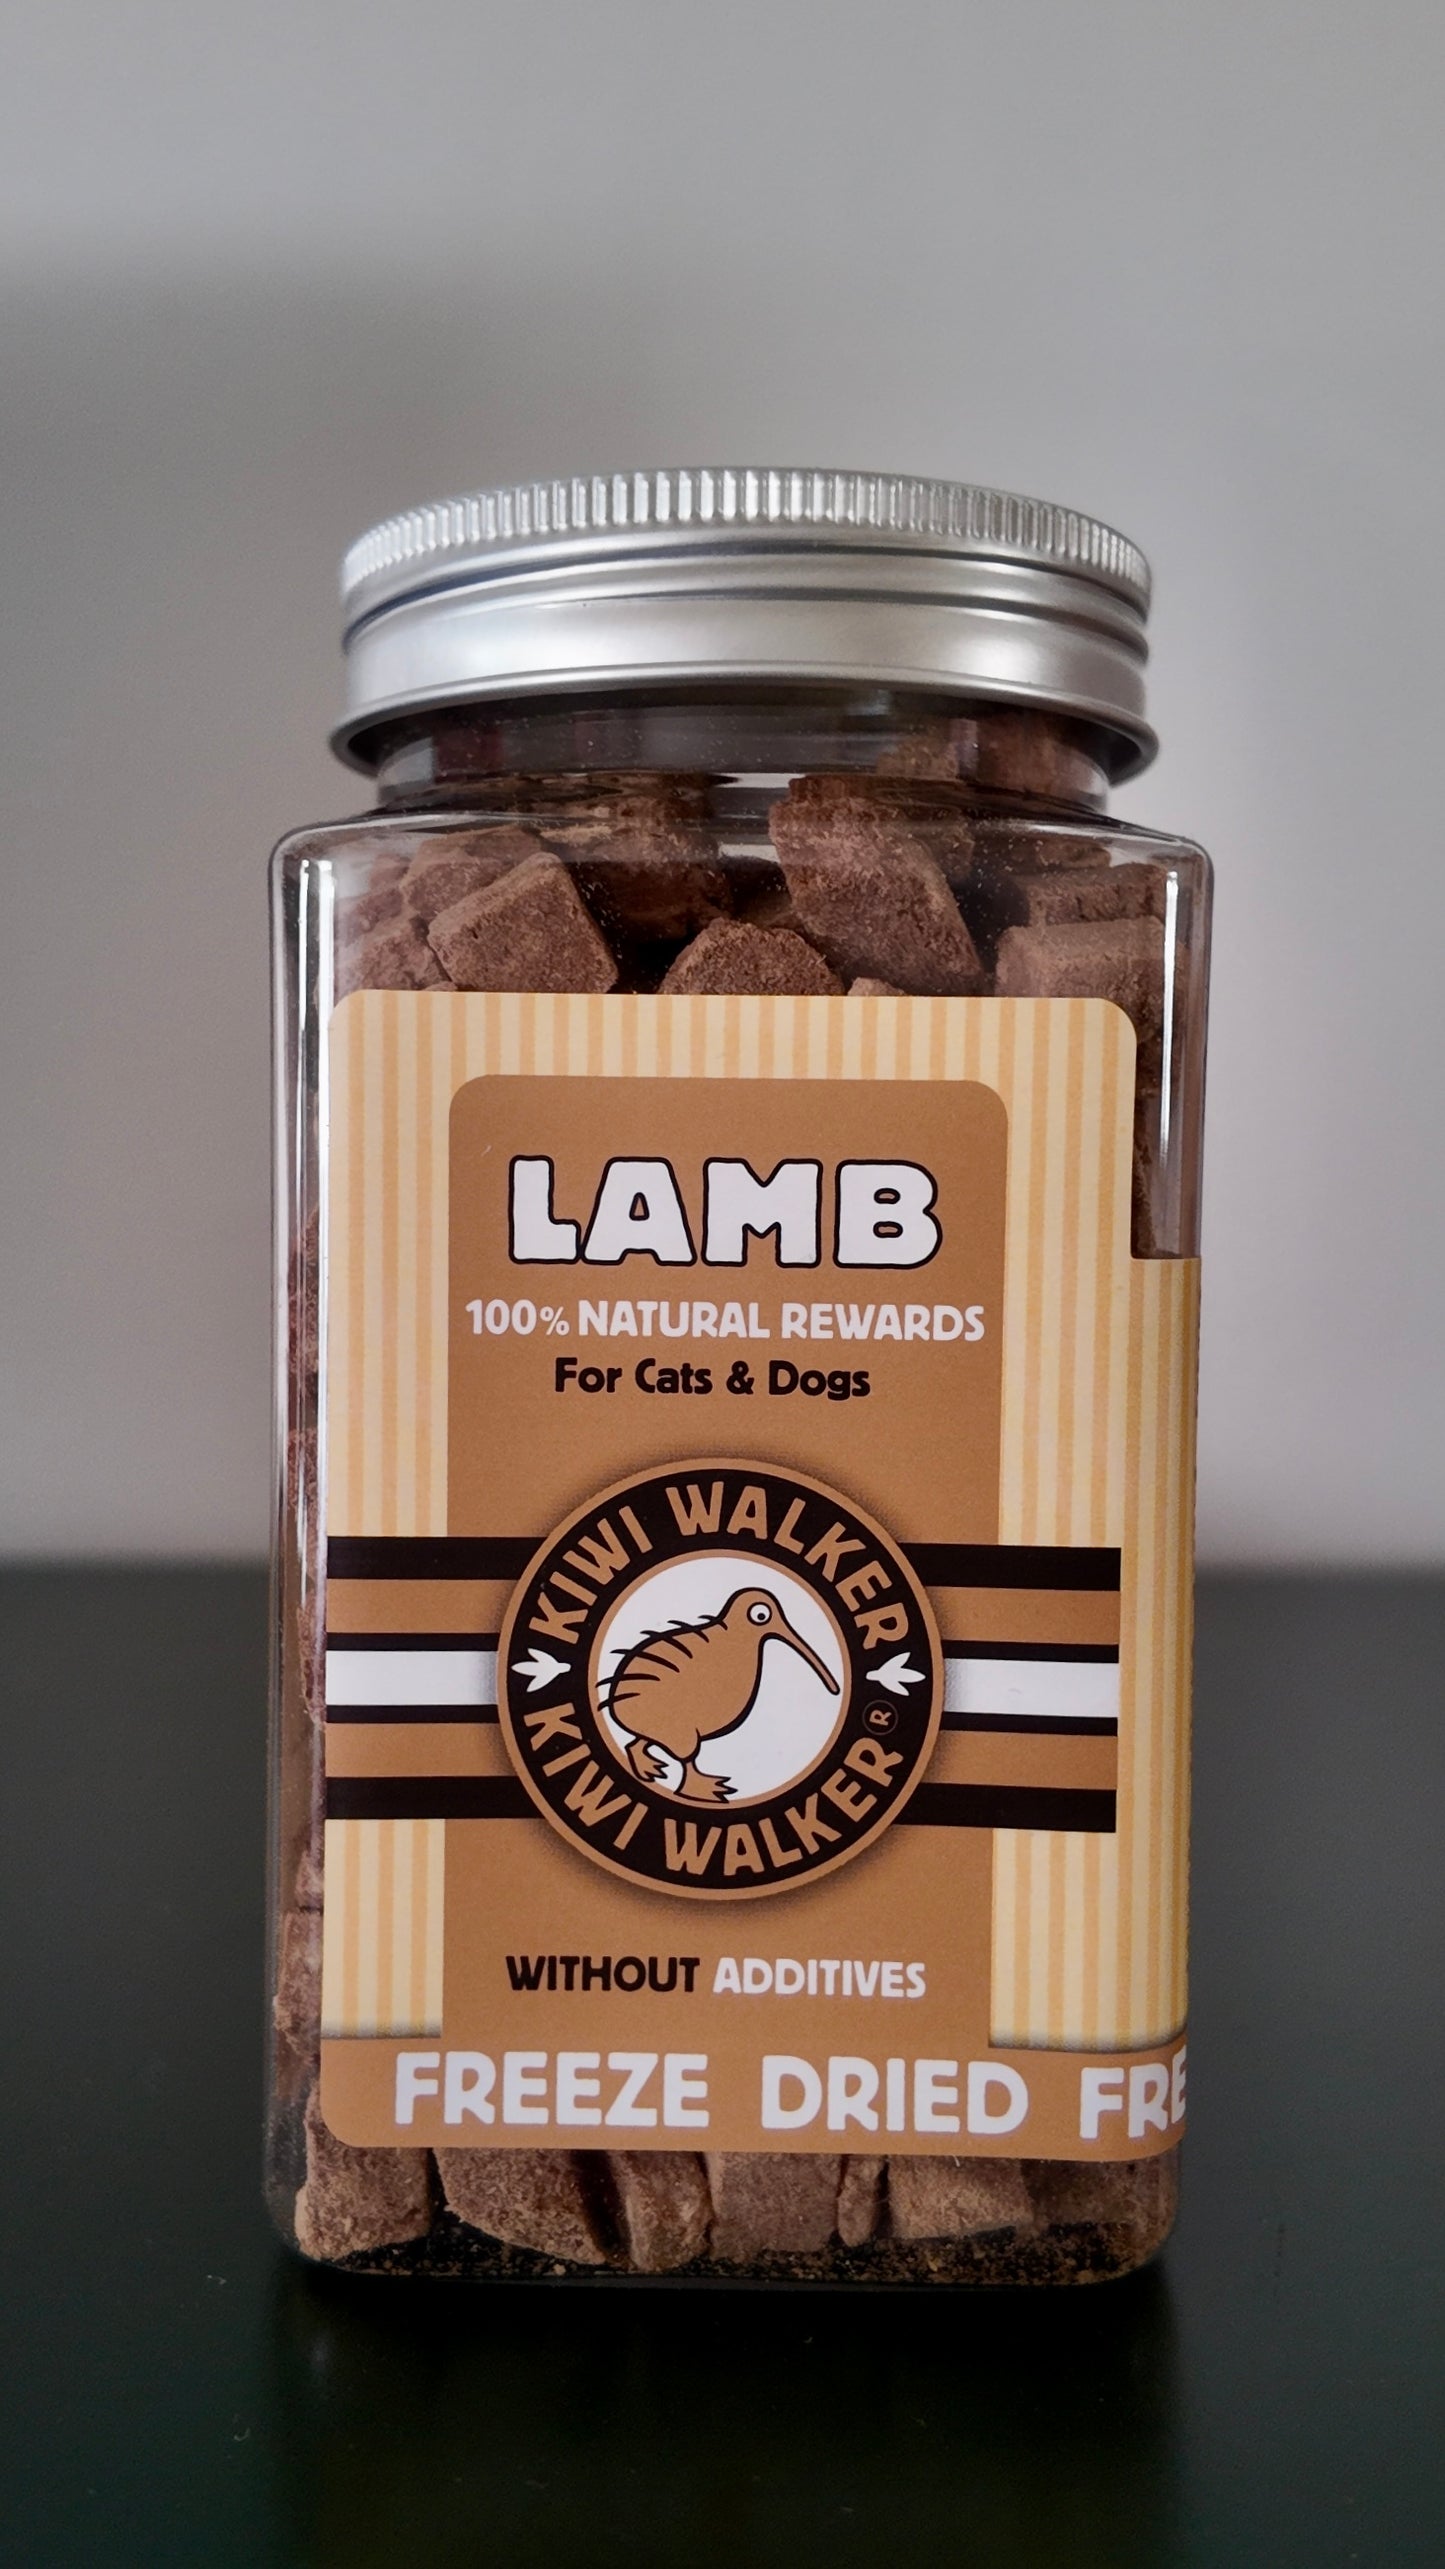 LAMB
100% NATURAL REWARDS
For Cats & Dogs
KIWI WALKER
KIWI WALKER®
WITHOUT ADDITIVES
FREEZE DRIED FRE